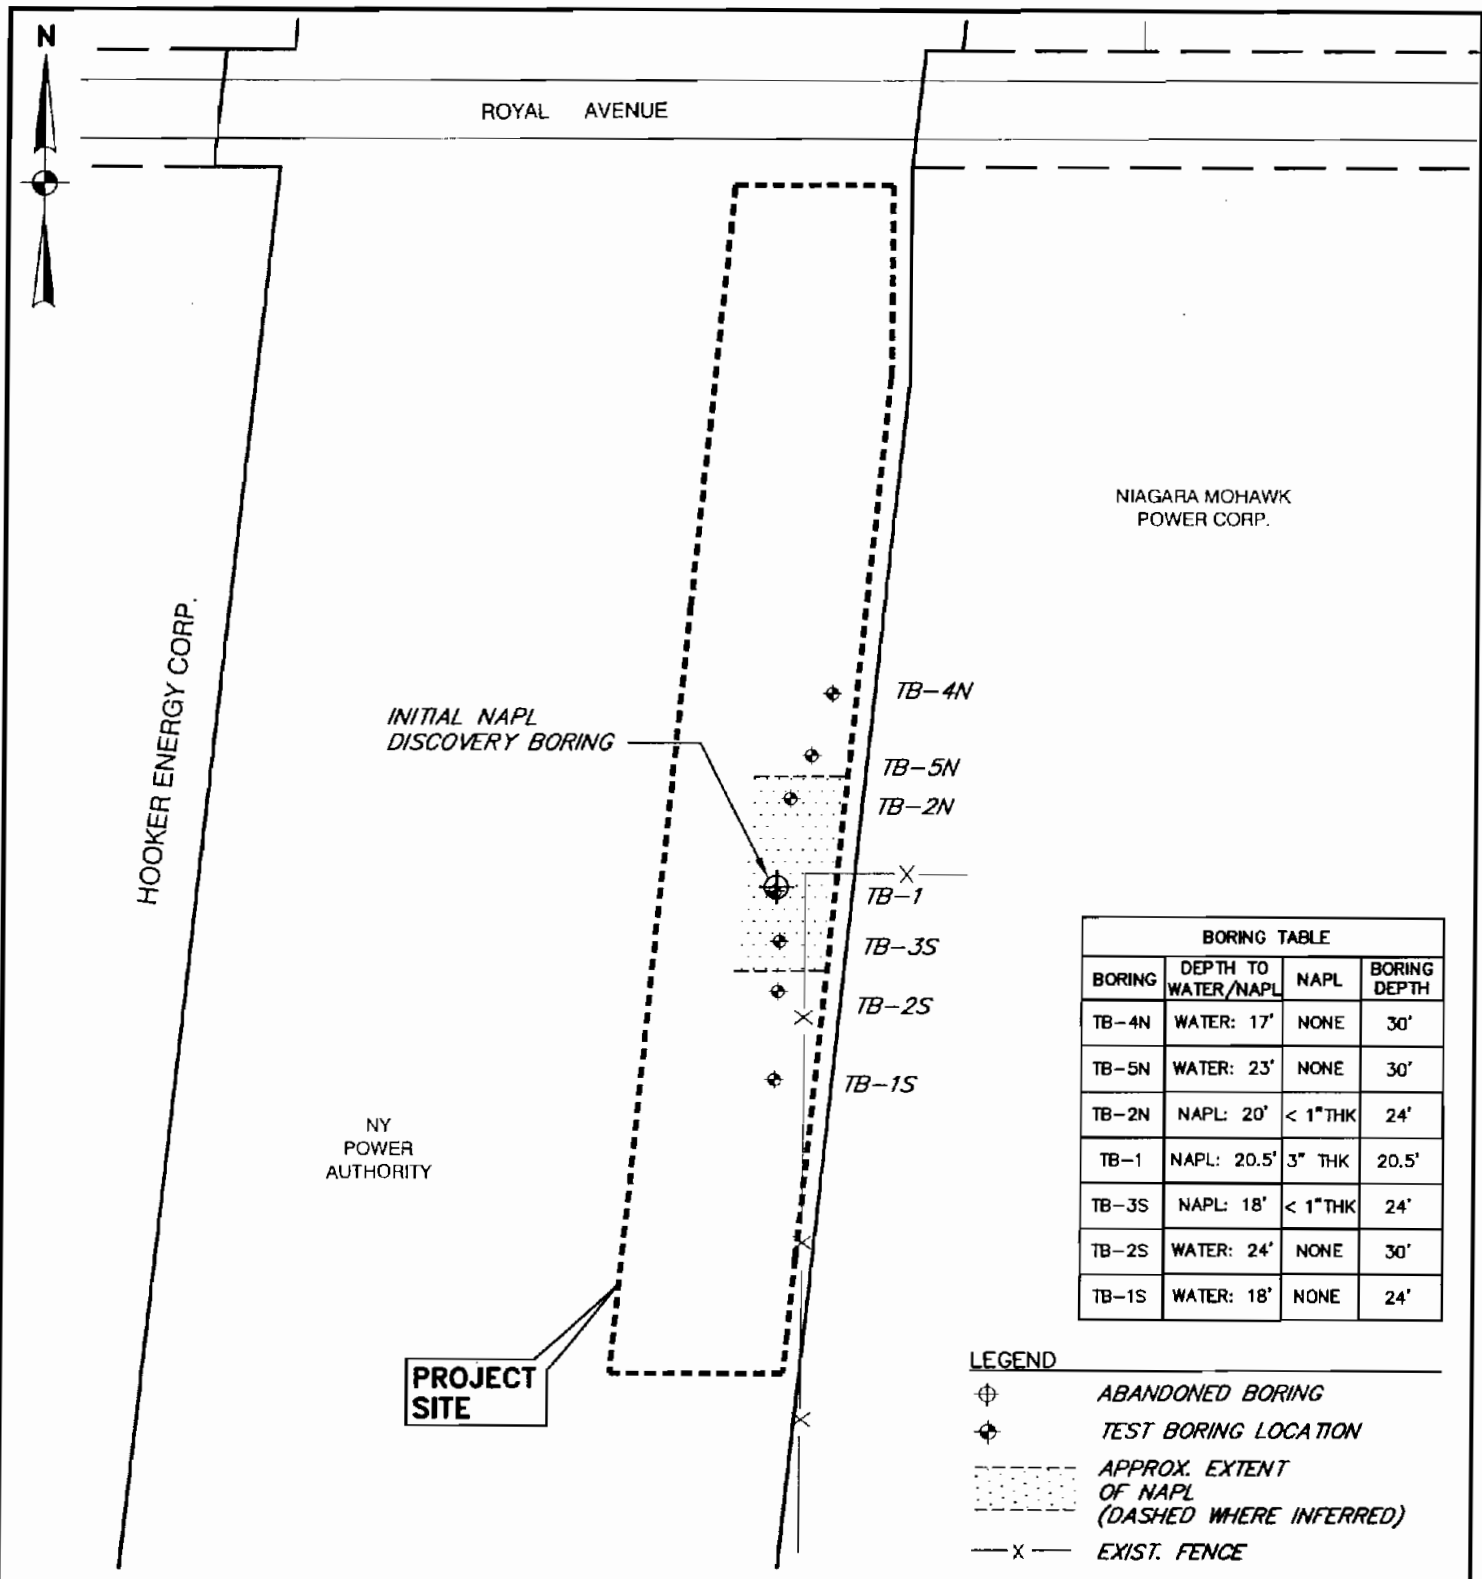 N
ROYAL AVENUE
NIAGARA MOHAWK
POWER CORP.
HOOKER ENERGY CORP.
INITIAL NAPL
DISCOVERY BORING
TB-4N
TB-5N
TB-2N
X
TB-1
TB-3S
TB-2S
X
TB-1S
NY
POWER
AUTHORITY
X
PROJECT
SITE
X
BORING TABLE
BORING DEPTH TO WATER/NAPL NAPL BORING DEPTH
TB-4N WATER: 17' NONE 30'
TB-5N WATER: 23' NONE 30'
TB-2N NAPL: 20' < 1" THK 24'
TB-1 NAPL: 20.5' 3" THK 20.5'
TB-3S NAPL: 18' < 1" THK 24'
TB-2S WATER: 24' NONE 30'
TB-1S WATER: 18' NONE 24'
LEGEND
ABANDONED BORING
TEST BORING LOCATION
APPROX. EXTENT
OF NAPL
(DASHED WHERE INFERRED)
X EXIST. FENCE